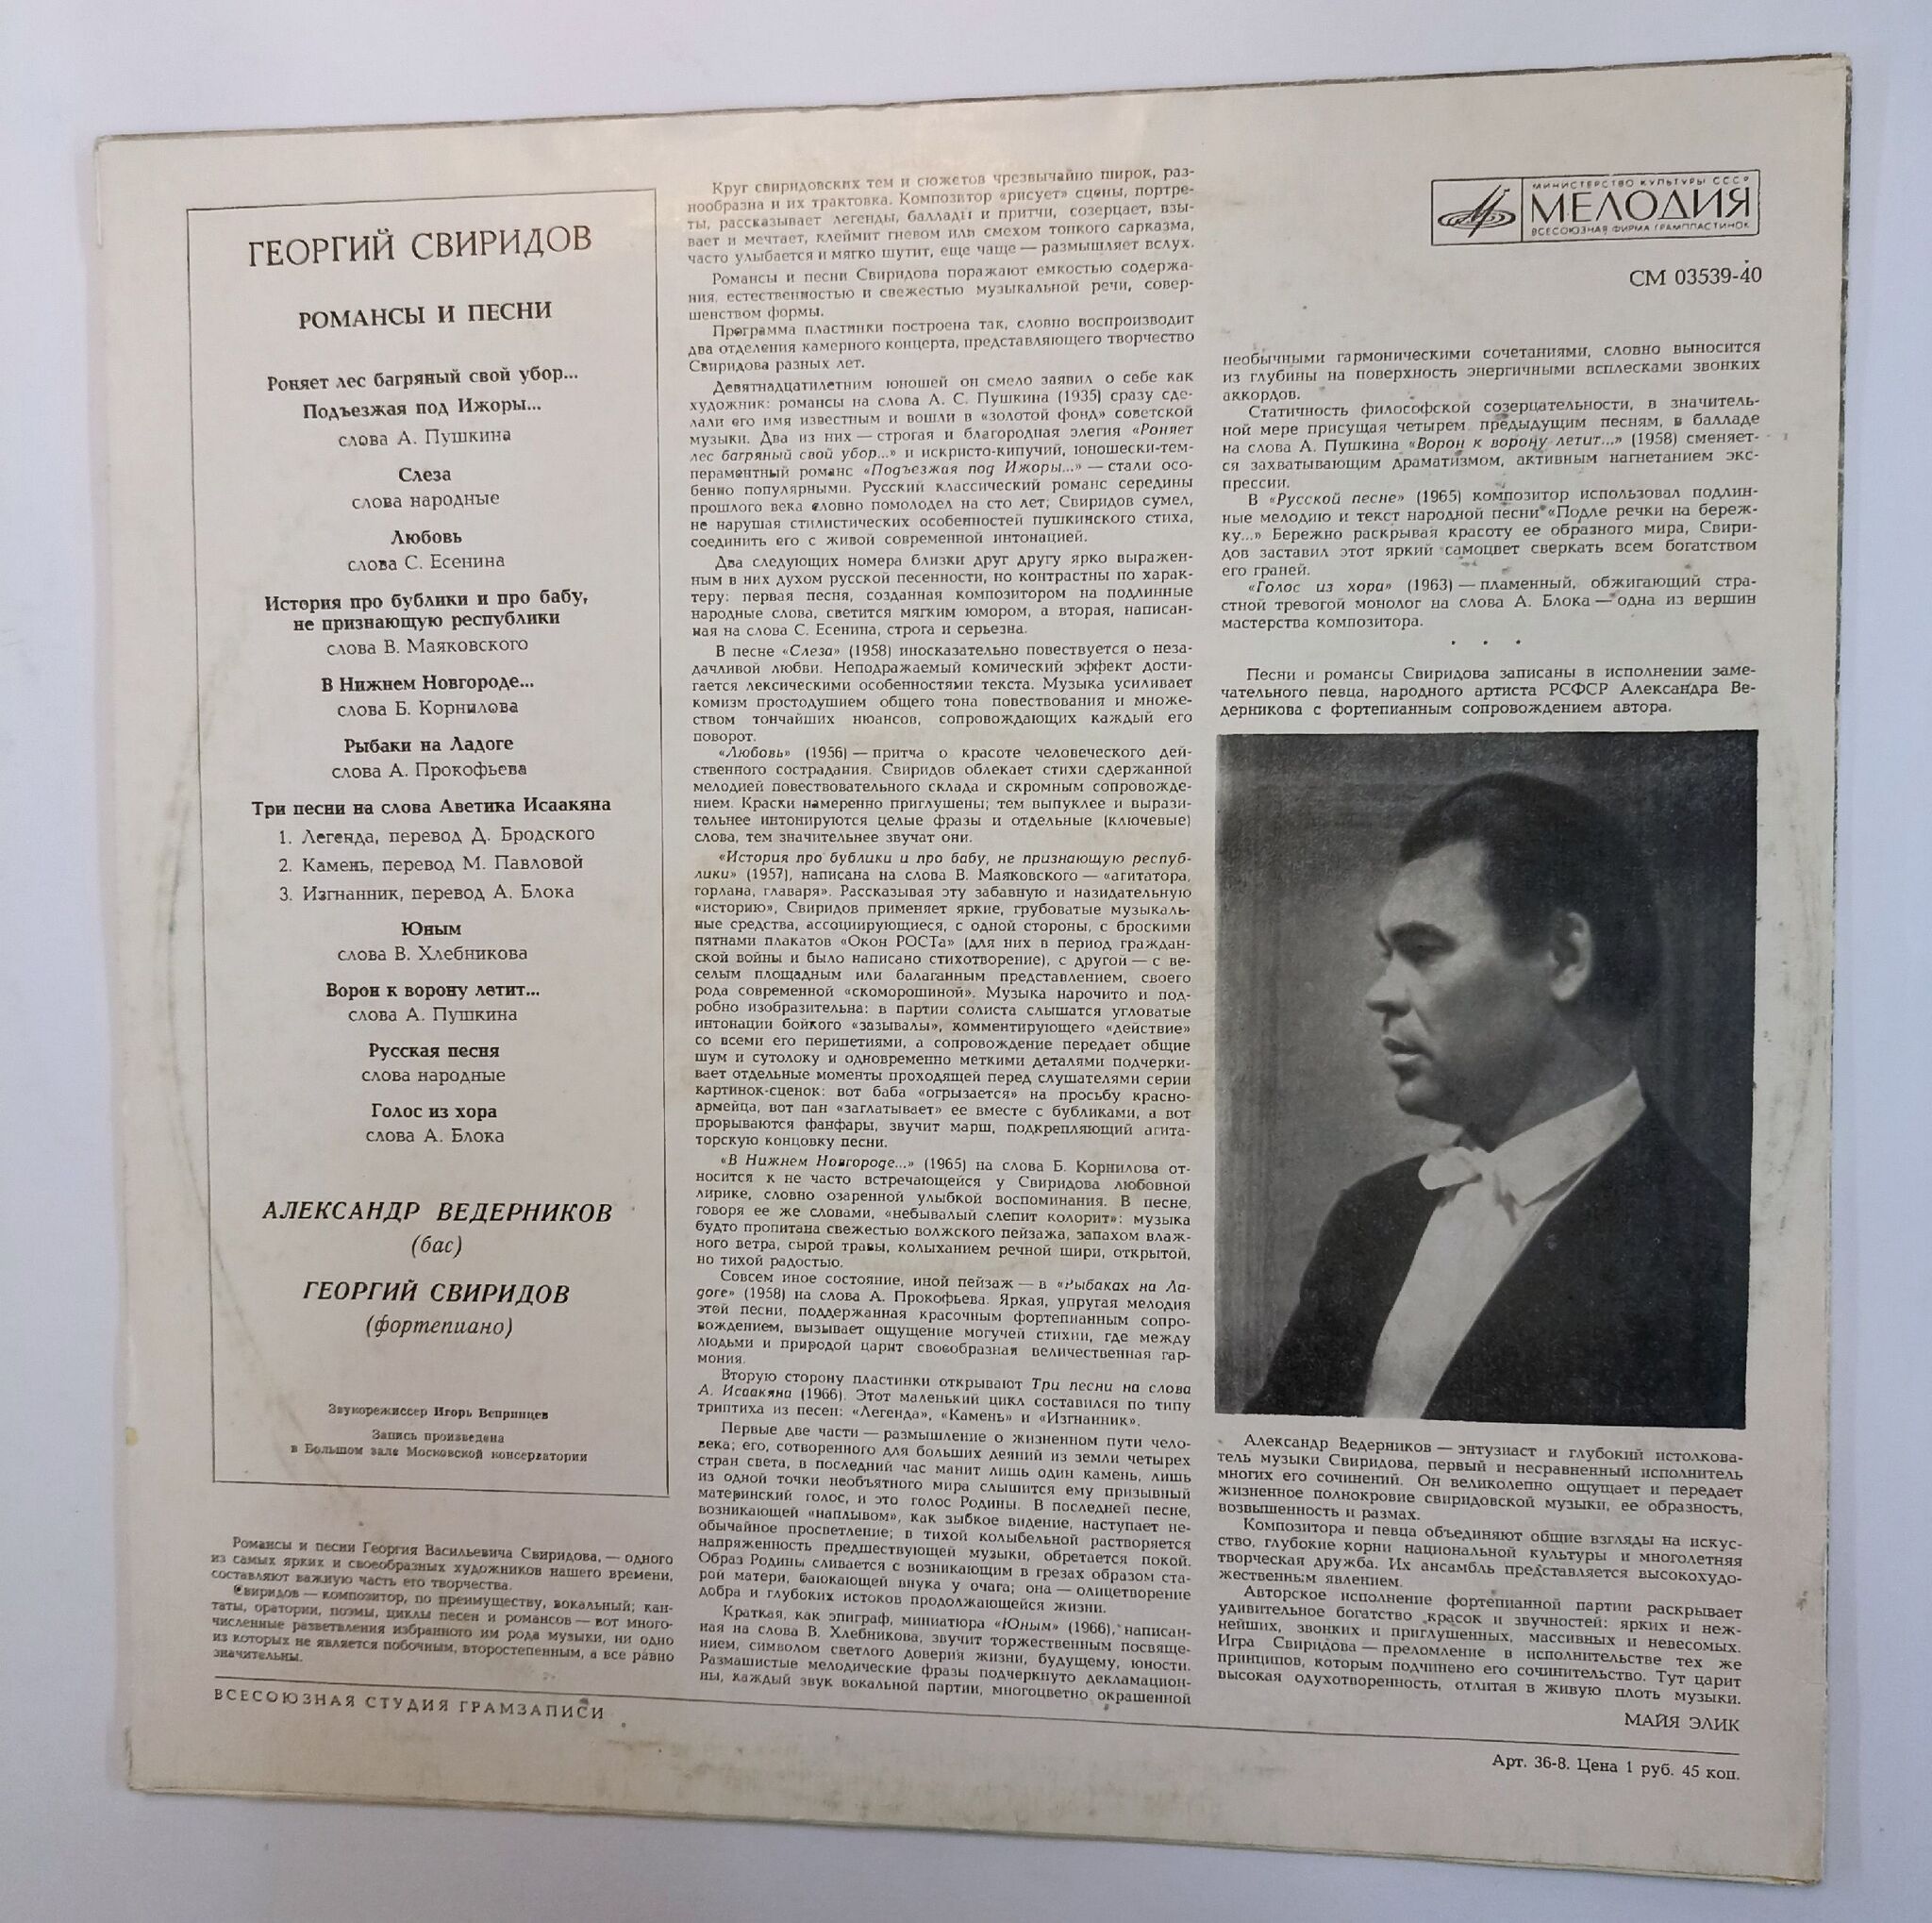 ГЕОРГИЙ СВИРИДОВ
РОМАНСЫ И ПЕСНИ
Роняет лес багряный свой убор...
Подъезжая под Ижоры...
слова А. Пушкина
Слеза
слова народные
Любовь
слова С. Есенина
История про бублики и про бабу,
не признающую республики
слова В. Маяковского
В Нижнем Новгороде...
слова Б. Корнилова
Рыбаки на Ладоге
слова А. Прокофьева
Три песни на слова Аветика Исаакяна
1. Легенда, перевод Д. Бродского
2. Камень, перевод М. Павловой
3. Изгнанник, перевод А. Блока
Юным
слова В. Хлебникова
Ворон к ворону летит...
слова А. Пушкина
Русская песня
слова народные
Голос из хора
слова А. Блока
АЛЕКСАНДР ВЕДЕРНИКОВ
(бас)
ГЕОРГИЙ СВИРИДОВ
(фортепиано)
Звукорежиссер Игорь Вепринцев
Запись произведена
в Большом зале Московской консерватории
Романсы и песни Георгия Васильевича Свиридова, — одного
из самых ярких и своеобразных художников нашего времени,
составляют важную часть его творчества.
Свиридов — композитор, по преимуществу, вокальный; кан-
таты, оратории, поэмы, циклы песен и романсов — вот много-
численные разветвления избранного им рода музыки, ни одно
из которых не является побочным, второстепенным, а все равно
значительны.
ВСЕСОЮЗНАЯ СТУДИЯ ГРАМЗАПИСИ
Круг свиридовских тем и сюжетов чрезвычайно широк, раз-
нообразна и их трактовка. Композитор «рисует» сцены, портре-
ты, рассказывает легенды, баллады и притчи, созерцает, взы-
вает и мечтает, клеймит гневом или смехом тонкого сарказма,
часто улыбается и мягко шутит, еще чаще — размышляет вслух.
Романсы и песни Свиридова поражают емкостью содержа-
ния, естественностью и свежестью музыкальной речи, совер-
шенством формы.
Программа пластинки построена так, словно воспроизводит
два отделения камерного концерта, представляющего творчество
Свиридова разных лет.
Девятнадцатилетним юношей он смело заявил о себе как
художник: романсы на слова А. С. Пушкина (1935) сразу сде-
лали его имя известным и вошли в «золотой фонд» советской
музыки. Два из них — строгая и благородная элегия «Роняет
лес багряный свой убор...» и искристо-кипучий, юношески-тем-
пераментный романс «Подъезжая под Ижоры...» — стали осо-
бенно популярными. Русский классический романс середины
прошлого века словно помолодел на сто лет; Свиридов сумел,
не нарушая стилистических особенностей пушкинского стиха,
соединить его с живой современной интонацией.
Два следующих номера близки друг другу ярко выражен-
ным в них духом русской песенности, но контрастны по харак-
теру: первая песня, созданная композитором на подлинные
народные слова, светится мягким юмором, а вторая, написан-
ная на слова С. Есенина, строга и серьезна.
В песне «Слеза» (1958) иносказательно повествуется о неза-
дачливой любви. Неподражаемый комический эффект дости-
гается лексическими особенностями текста. Музыка усиливает
комизм простодушием общего тона повествования и множе-
ством тончайших нюансов, сопровождающих каждый его
поворот.
«Любовь» (1956) — притча о красоте человеческого дей-
ственного сострадания. Свиридов облекает стихи сдержанной
мелодией повествовательного склада и скромным сопровожде-
нием. Краски намеренно приглушены; тем выпуклее и вырази-
тельнее интонируются целые фразы и отдельные (ключевые)
слова, тем значительнее звучат они.
«История про бублики и про бабу, не признающую респуб-
лики» (1957), написана на слова В. Маяковского — «агитатора,
горлана, главаря». Рассказывая эту забавную и назидательную
«историю», Свиридов применяет яркие, грубоватые музыкаль-
ные средства, ассоциирующиеся, с одной стороны, с броскими
пятнами плакатов «Окон РОСТа» (для них в период граждан-
ской войны и было написано стихотворение), с другой — с ве-
селым площадным или балаганным представлением, своего
рода современной «скоморошиной». Музыка нарочито и под-
робно изобразительна: в партии солиста слышатся угловатые
интонации бойкого «зазывалы», комментирующего «действие»
со всеми его перипетиями, а сопровождение передает общие
шум и сутолоку и одновременно меткими деталями подчерки-
вает отдельные моменты проходящей перед слушателями серии
картинок-сценок: вот баба «огрызается» на просьбу красно-
армейца, вот пан «заглатывает» ее вместе с бубликами, а вот
прорываются фанфары, звучит марш, подкрепляющий агита-
торскую концовку песни.
«В Нижнем Новгороде...» (1965) на слова Б. Корнилова от-
носится к не часто встречающейся у Свиридова любовной
лирике, словно озаренной улыбкой воспоминания. В песне,
говоря ее же словами, «небывалый слепит колорит»: музыка
будто пропитана свежестью волжского пейзажа, запахом влаж-
ного ветра, сырой травы, колыханием речной шири, открытой,
но тихой радостью.
Совсем иное состояние, иной пейзаж — в «Рыбаках на Ла-
доге» (1958) на слова А. Прокофьева. Яркая, упругая мелодия
этой песни, поддержанная красочным фортепианным сопро-
вождением, вызывает ощущение могучей стихии, где между
людьми и природой царит своеобразная величественная гар-
мония.
Вторую сторону пластинки открывают Три песни на слова
А. Исаакяна (1966). Этот маленький цикл составился по типу
триптиха из песен: «Легенда», «Камень» и «Изгнанник».
Первые две части — размышление о жизненном пути чело-
века; его, сотворенного для больших деяний из земли четырех
стран света, в последний час манит лишь один камень, лишь
из одной точки необъятного мира слышится ему призывный
материнский голос, и это голос Родины. В последней песне,
возникающей «наплывом», как зыбкое видение, наступает не-
обычайное просветление; в тихой колыбельной растворяется
напряженность предшествующей музыки, обретается покой.
Образ Родины сливается с возникающим в грезах образом ста-
рой матери, баюкающей внука у очага; она — олицетворение
добра и глубоких истоков продолжающейся жизни.
Краткая, как эпиграф, миниатюра «Юным» (1966), написан-
ная на слова В. Хлебникова, звучит торжественным посвяще-
нием, символом светлого доверия жизни, будущему, юности.
Размашистые мелодические фразы подчеркнуто декламацион-
ны, каждый звук вокальной партии, многоцветно окрашенной
МИНИСТЕРСТВО КУЛЬТУРЫ СССР
МЕЛОДИЯ
ВСЕСОЮЗНАЯ ФИРМА ГРАМПЛАСТИНОК
СМ 03539-40
необычными гармоническими сочетаниями, словно выносится
из глубины на поверхность энергичными всплесками звонких
аккордов.
Статичность философской созерцательности, в значитель-
ной мере присущая четырем предыдущим песням, в балладе
на слова А. Пушкина «Ворон к ворону летит...» (1958) сменяет-
ся захватывающим драматизмом, активным нагнетанием экс-
прессии.
В «Русской песне» (1965) композитор использовал подлин-
ные мелодию и текст народной песни «Подле речки на береж-
ку...» Бережно раскрывая красоту ее образного мира, Свири-
дов заставил этот яркий самоцвет сверкать всем богатством
его граней.
«Голос из хора» (1963) — пламенный, обжигающий стра-
стной тревогой монолог на слова А. Блока — одна из вершин
мастерства композитора.
. . .
Песни и романсы Свиридова записаны в исполнении заме-
чательного певца, народного артиста РСФСР Александра Ве-
дерникова с фортепианным сопровождением автора.
Александр Ведерников — энтузиаст и глубокий истолкова-
тель музыки Свиридова, первый и несравненный исполнитель
многих его сочинений. Он великолепно ощущает и передает
жизненное полнокровие свиридовской музыки, ее образность,
возвышенность и размах.
Композитора и певца объединяют общие взгляды на искус-
ство, глубокие корни национальной культуры и многолетняя
творческая дружба. Их ансамбль представляется высокохудо-
жественным явлением.
Авторское исполнение фортепианной партии раскрывает
удивительное богатство красок и звучностей: ярких и неж-
нейших, звонких и приглушенных, массивных и невесомых.
Игра Свиридова — преломление в исполнительстве тех же
принципов, которым подчинено его сочинительство. Тут царит
высокая одухотворенность, отлитая в живую плоть музыки.
МАЙЯ ЭЛИК
Арт. 36-8. Цена 1 руб. 45 коп.